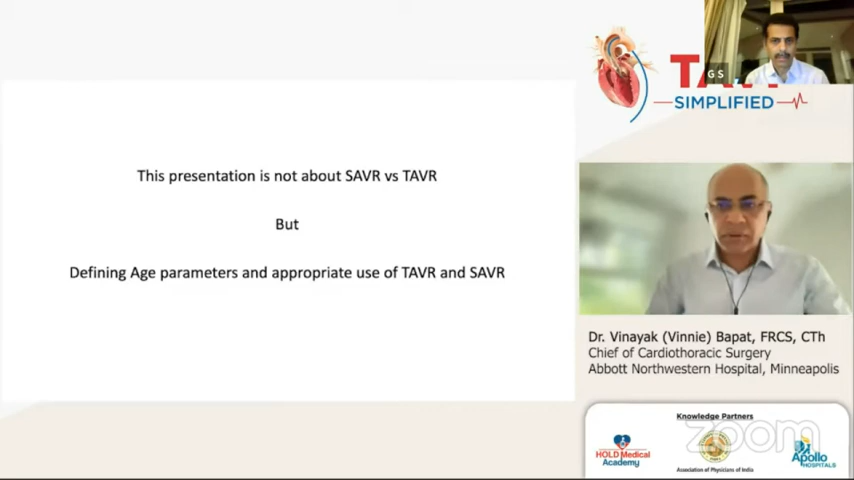 This presentation is not about SAVR vs TAVR
But
Defining Age parameters and appropriate use of TAVR and SAVR
G S
SIMPLIFIED
Dr. Vinayak (Vinnie) Bapat, FRCS, CTh
Chief of Cardiothoracic Surgery
Abbott Northwestern Hospital, Minneapolis
Knowledge Partners
zoom
HOLD Medical
Academy
Association of Physicians of India
Apollo
HOSPITALS